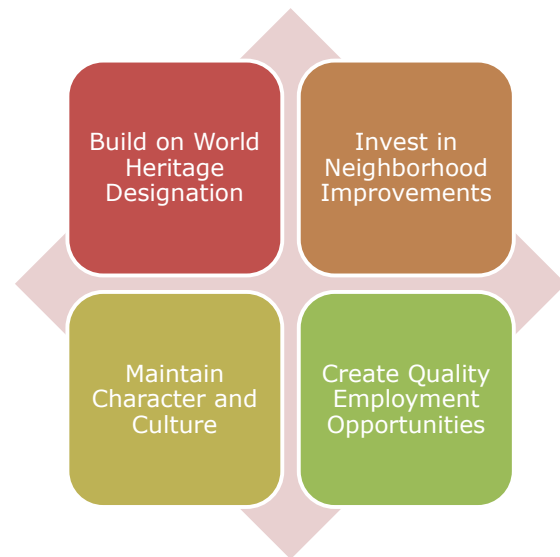 Build on World
Heritage
Designation
Invest in
Neighborhood
Improvements
Maintain
Character and
Culture
Create Quality
Employment
Opportunities